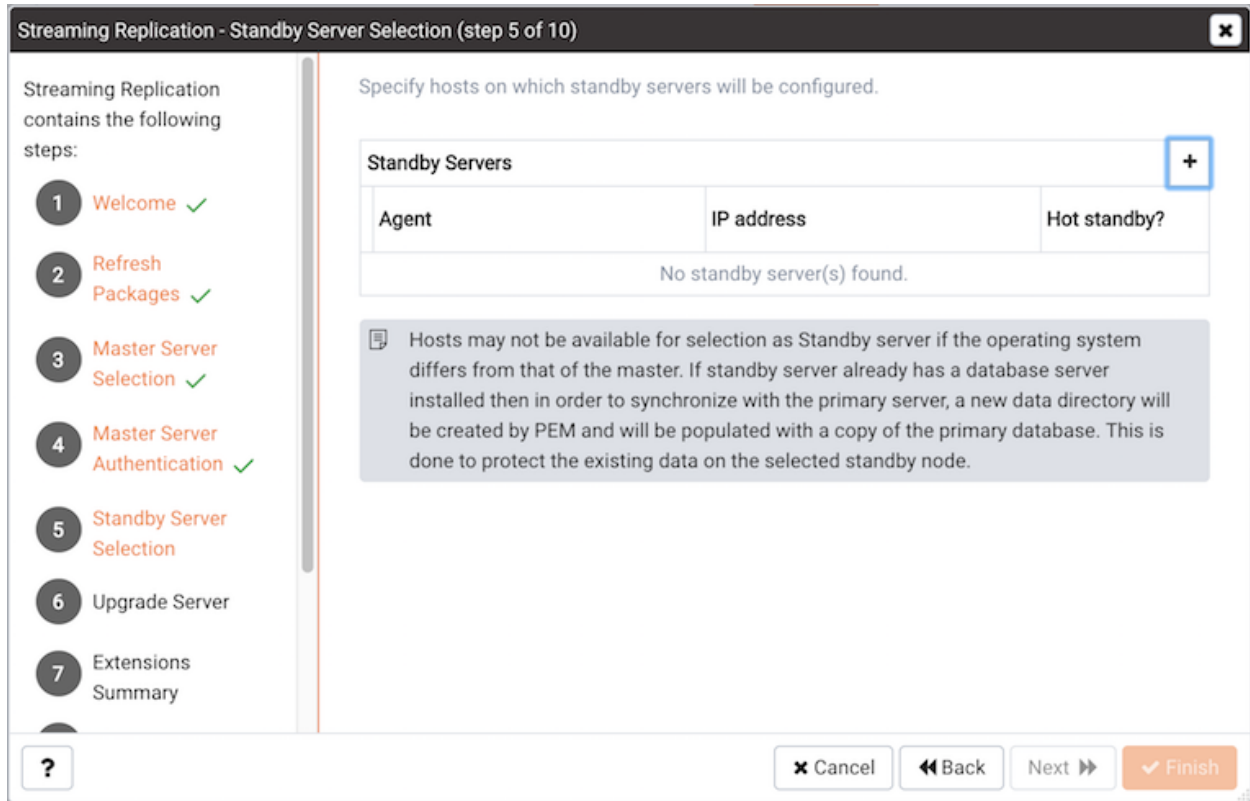 Streaming Replication - Standby Server Selection (step 5 of 10)
Streaming Replication
contains the following
steps:
1 Welcome
2 Refresh
Packages
3 Master Server
Selection
4 Master Server
Authentication
5 Standby Server
Selection
6 Upgrade Server
7 Extensions
Summary
Specify hosts on which standby servers will be configured.
Standby Servers +
Agent IP address Hot standby?
No standby server(s) found.
Hosts may not be available for selection as Standby server if the operating system
differs from that of the master. If standby server already has a database server
installed then in order to synchronize with the primary server, a new data directory will
be created by PEM and will be populated with a copy of the primary database. This is
done to protect the existing data on the selected standby node.
? Cancel Back Next Finish